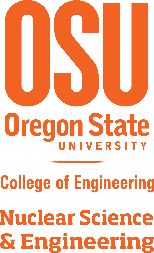 OSU
Oregon State
UNIVERSITY
College of Engineering
Nuclear Science
& Engineering